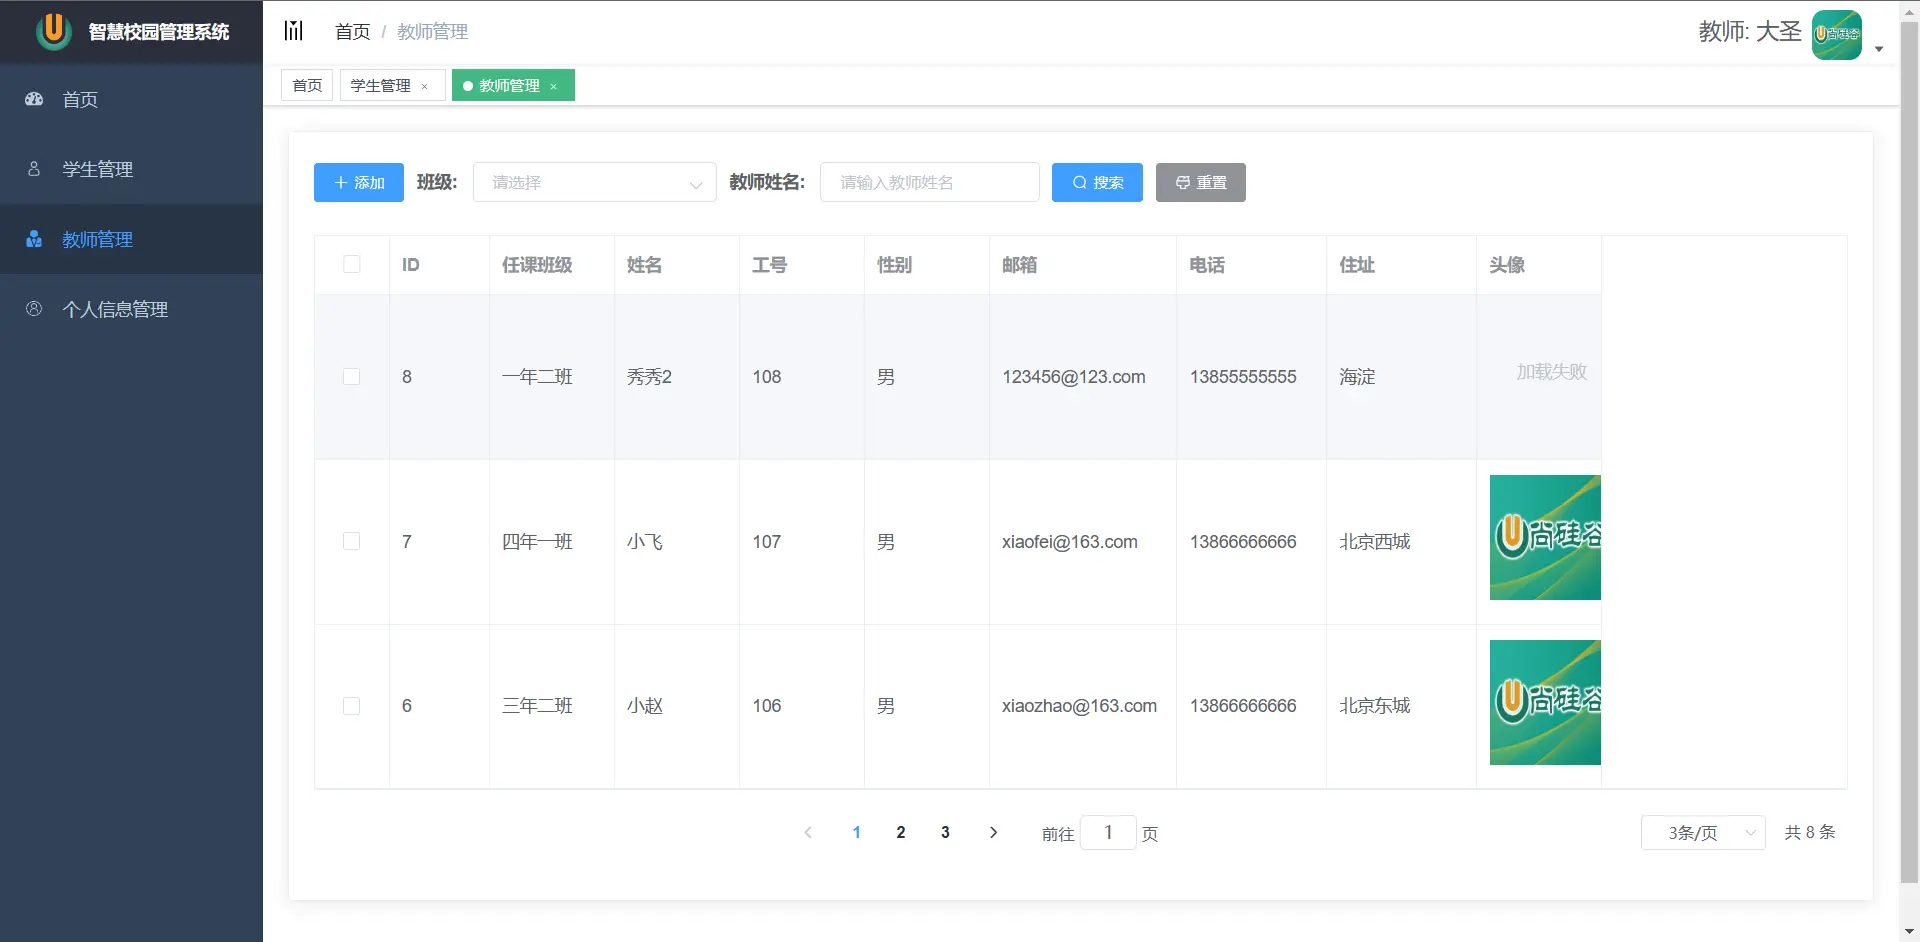 智慧校园管理系统
首页 / 教师管理
教师: 大圣
尚硅谷
首页
学生管理 ×
教师管理 ×
首页
学生管理
教师管理
个人信息管理
添加
班级:
请选择
教师姓名:
请输入教师姓名
搜索
重置
ID 任课班级 姓名 工号 性别 邮箱 电话 住址 头像
8 一年二班 秀秀2 108 男 123456@123.com 13855555555 海淀 加载失败
7 四年一班 小飞 107 男 xiaofei@163.com 13866666666 北京西城 尚硅谷
6 三年二班 小赵 106 男 xiaozhao@163.com 13866666666 北京东城 尚硅谷
1 2 3 前往 1 页 3条/页 共 8 条